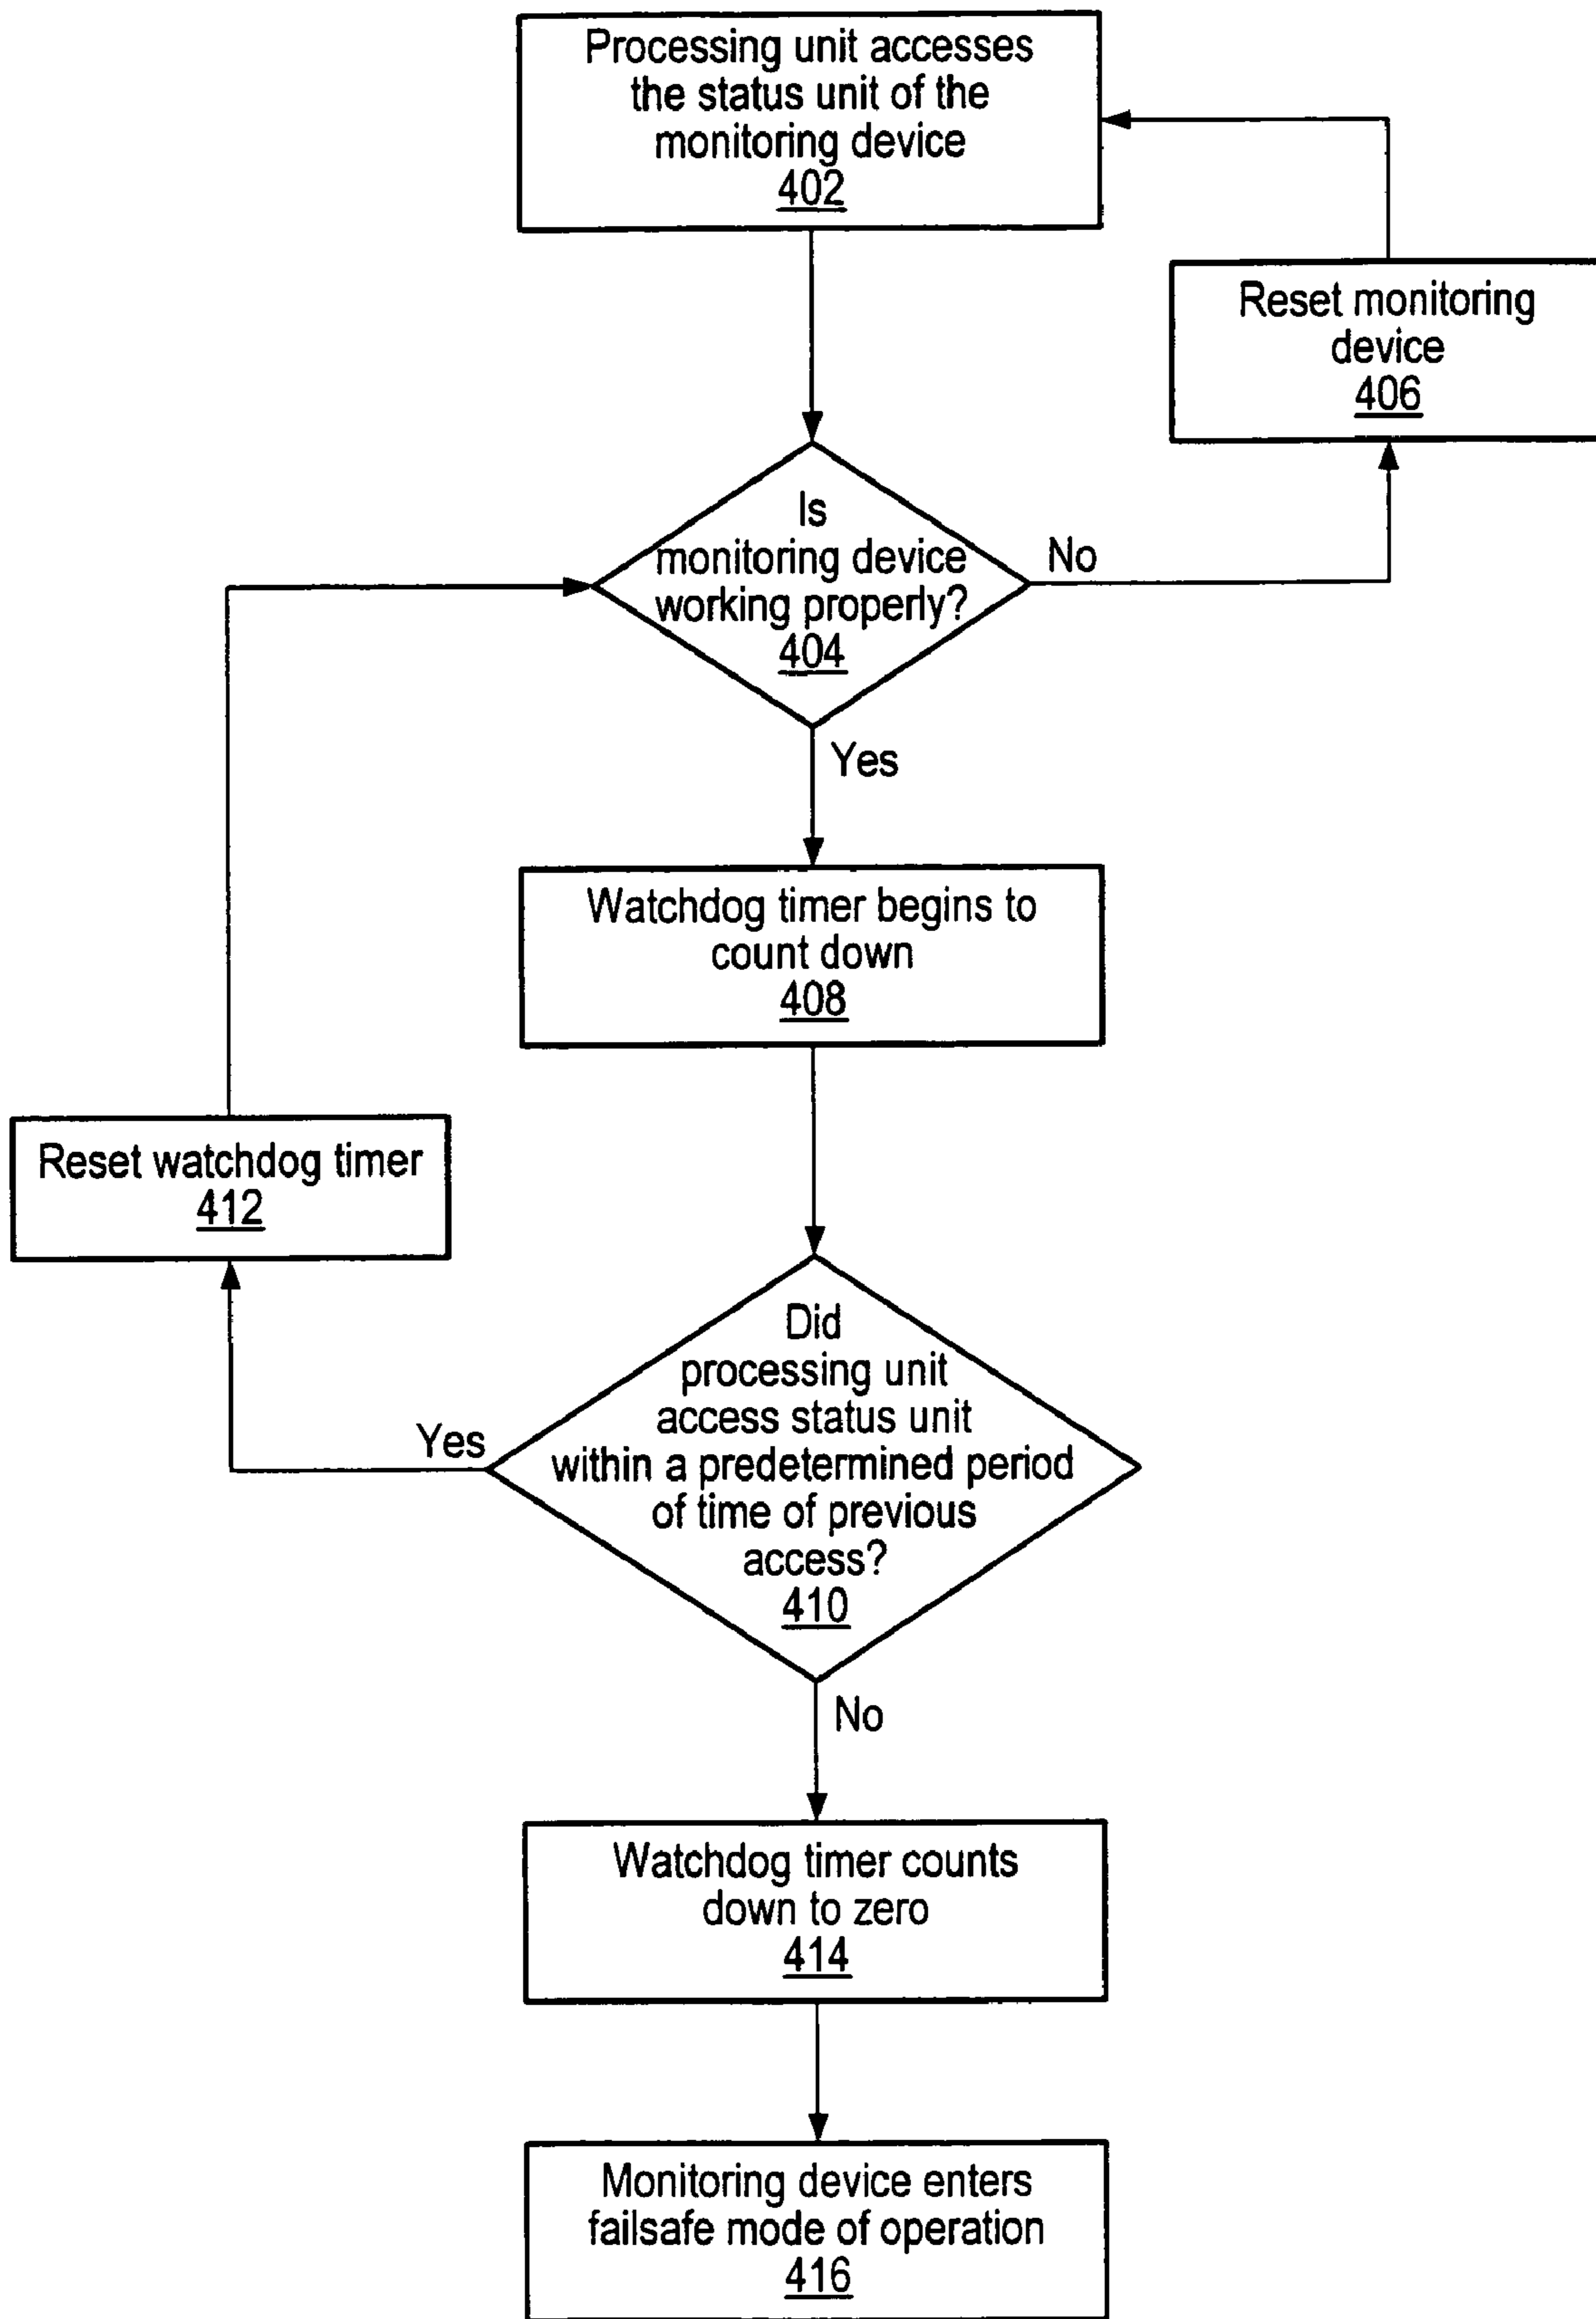 Processing unit accesses
the status unit of the
monitoring device
402
Reset monitoring
device
406
Is
monitoring device
working properly?
404
No
Yes
Watchdog timer begins to
count down
408
Reset watchdog timer
412
Did
processing unit
access status unit
within a predetermined period
of time of previous
access?
410
Yes
No
Watchdog timer counts
down to zero
414
Monitoring device enters
failsafe mode of operation
416